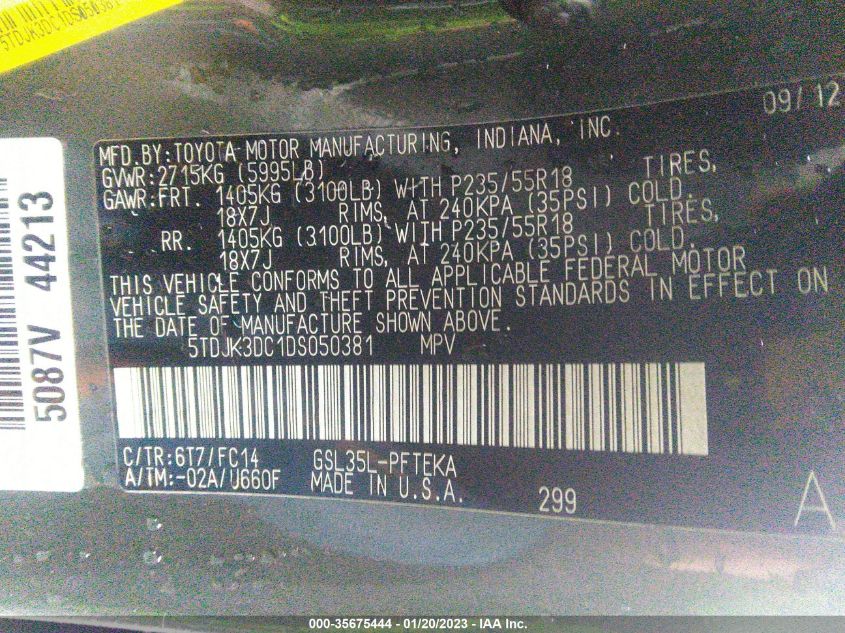 5TDJK3DC1DS050381
5087V 44213
09/12
MFD.BY:TOYOTA MOTOR MANUFACTURING, INDIANA, INC.
GVWR:2715KG (5995LB)
GAWR:FRT. 1405KG (3100LB) WITH P235/55R18 TIRES,
18X7J RIMS, AT 240KPA (35PSI) COLD.
RR. 1405KG (3100LB) WITH P235/55R18 TIRES,
18X7J RIMS, AT 240KPA (35PSI) COLD.
THIS VEHICLE CONFORMS TO ALL APPLICABLE FEDERAL MOTOR
VEHICLE SAFETY AND THEFT PREVENTION STANDARDS IN EFFECT ON
THE DATE OF MANUFACTURE SHOWN ABOVE.
5TDJK3DC1DS050381 MPV
C/TR:6T7/FC14 GSL35L-PFTEKA
A/TM:-02A/U660F MADE IN U.S.A.
299
A
000-35675444 - 01/20/2023 - IAA Inc.